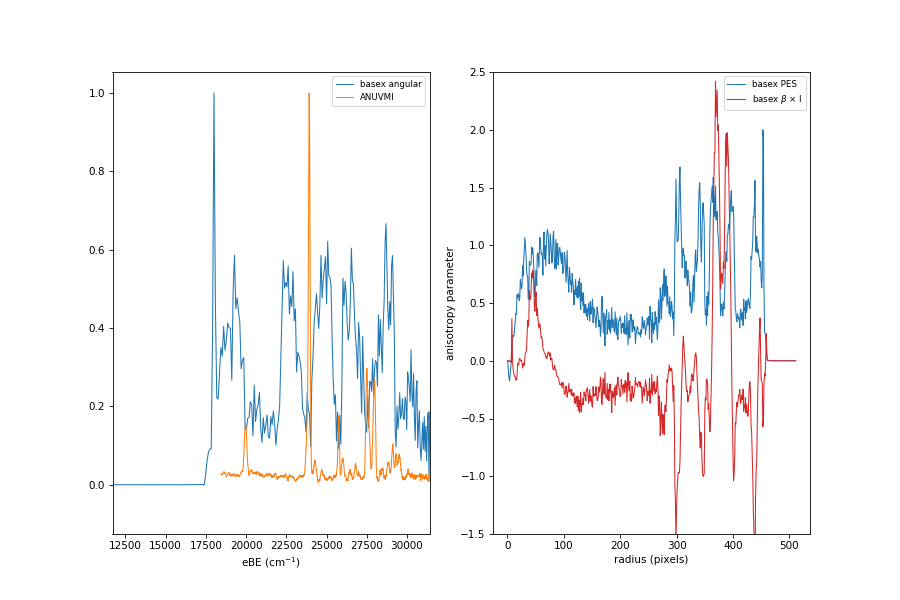 basex angular
ANUVMI
1.0
0.8
0.6
0.4
0.2
0.0
12500 15000 17500 20000 22500 25000 27500 30000
eBE (cm⁻¹)
basex PES
basex β × I
2.5
2.0
1.5
1.0
0.5
0.0
−0.5
−1.0
−1.5
anisotropy parameter
0 100 200 300 400 500
radius (pixels)